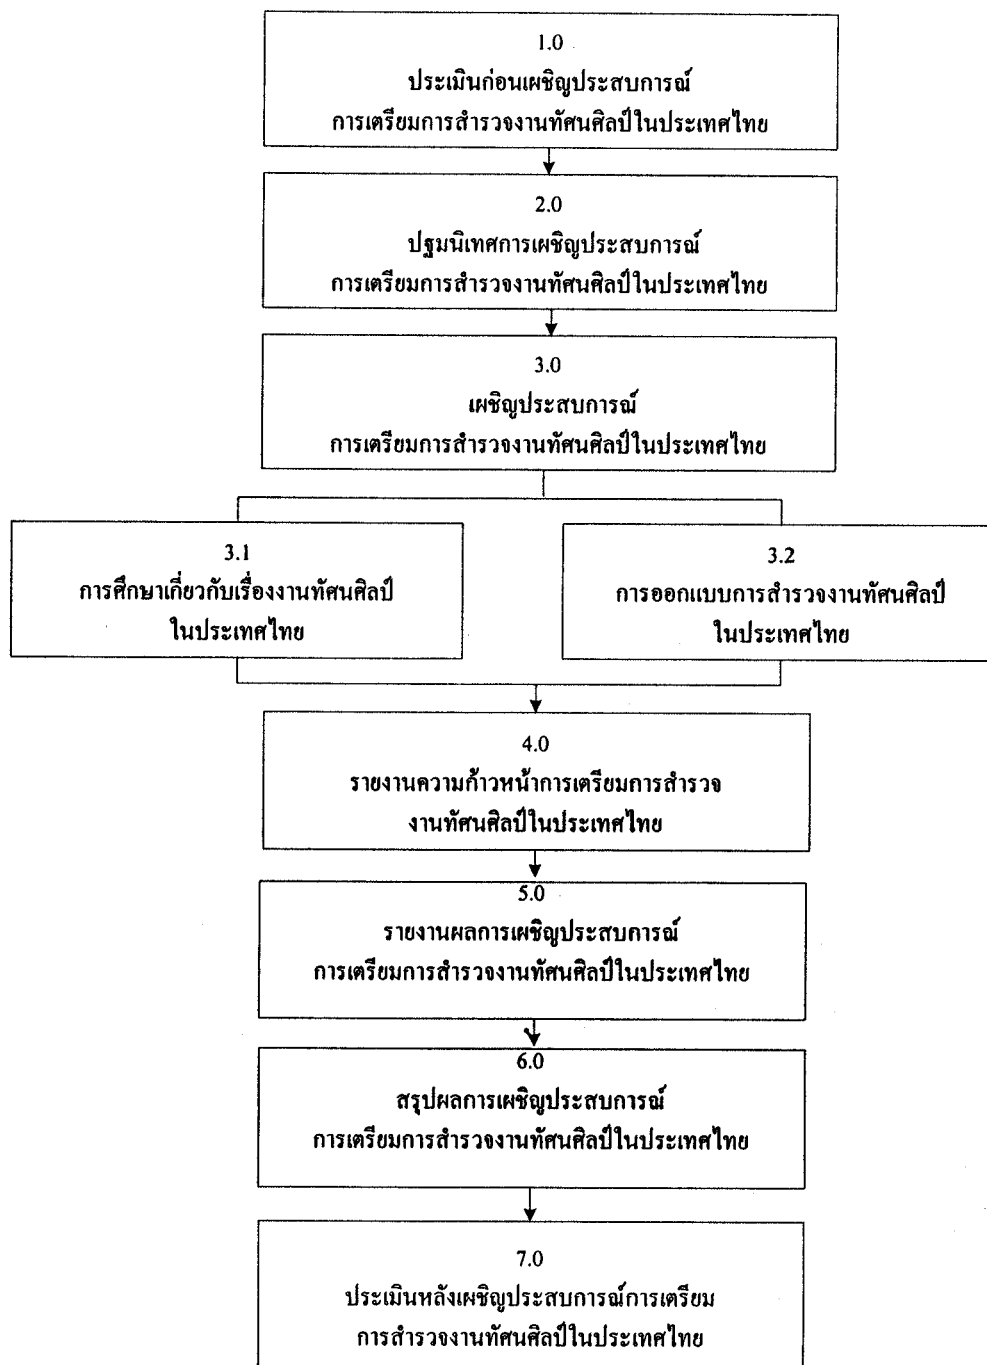 1.0
ประเมินก่อนเผชิญประสบการณ์
การเตรียมการสำรวจงานทัศนศิลป์ในประเทศไทย
2.0
ปฐมนิเทศการเผชิญประสบการณ์
การเตรียมการสำรวจงานทัศนศิลป์ในประเทศไทย
3.0
เผชิญประสบการณ์
การเตรียมการสำรวจงานทัศนศิลป์ในประเทศไทย
3.1
การศึกษาเกี่ยวกับเรื่องงานทัศนศิลป์
ในประเทศไทย
3.2
การออกแบบการสำรวจงานทัศนศิลป์
ในประเทศไทย
4.0
รายงานความก้าวหน้าการเตรียมการสำรวจ
งานทัศนศิลป์ในประเทศไทย
5.0
รายงานผลการเผชิญประสบการณ์
การเตรียมการสำรวจงานทัศนศิลป์ในประเทศไทย
6.0
สรุปผลการเผชิญประสบการณ์
การเตรียมการสำรวจงานทัศนศิลป์ในประเทศไทย
7.0
ประเมินหลังเผชิญประสบการณ์การเตรียม
การสำรวจงานทัศนศิลป์ในประเทศไทย